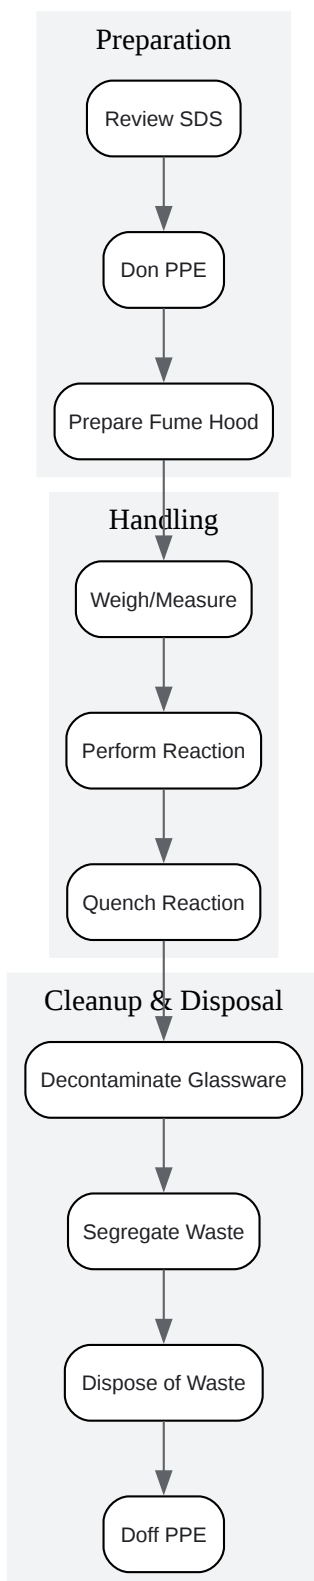 Preparation
Review SDS
Don PPE
Prepare Fume Hood
Handling
Weigh/Measure
Perform Reaction
Quench Reaction
Cleanup & Disposal
Decontaminate Glassware
Segregate Waste
Dispose of Waste
Doff PPE